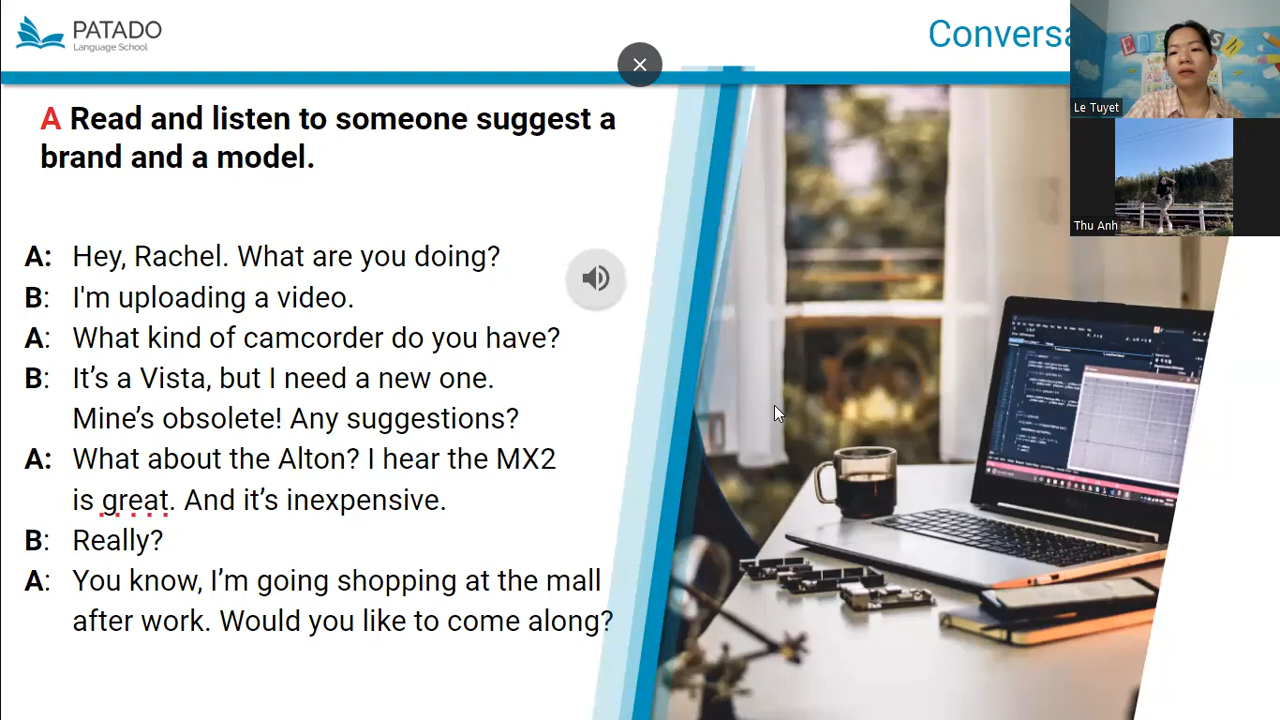 PATADO
Language School
Conversa
Le Tuyet
Thu Anh
A Read and listen to someone suggest a
brand and a model.
A: Hey, Rachel. What are you doing?
B: I'm uploading a video.
A: What kind of camcorder do you have?
B: It’s a Vista, but I need a new one.
Mine’s obsolete! Any suggestions?
A: What about the Alton? I hear the MX2
is great. And it’s inexpensive.
B: Really?
A: You know, I’m going shopping at the mall
after work. Would you like to come along?